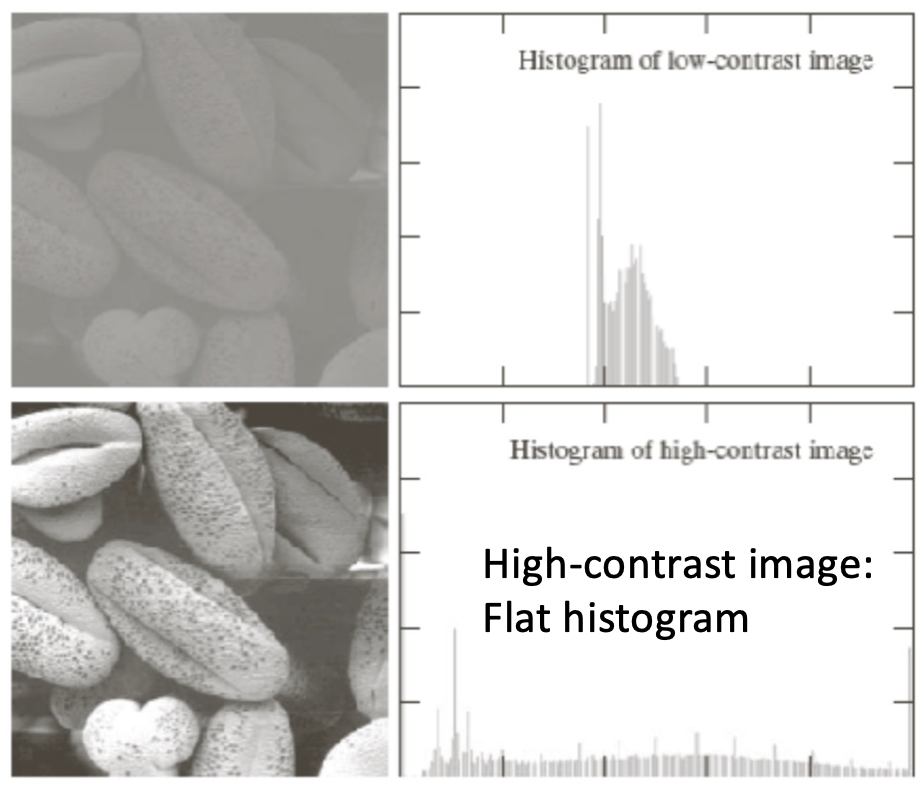 Histogram of low-contrast image
Histogram of high-contrast image
High-contrast image:
Flat histogram